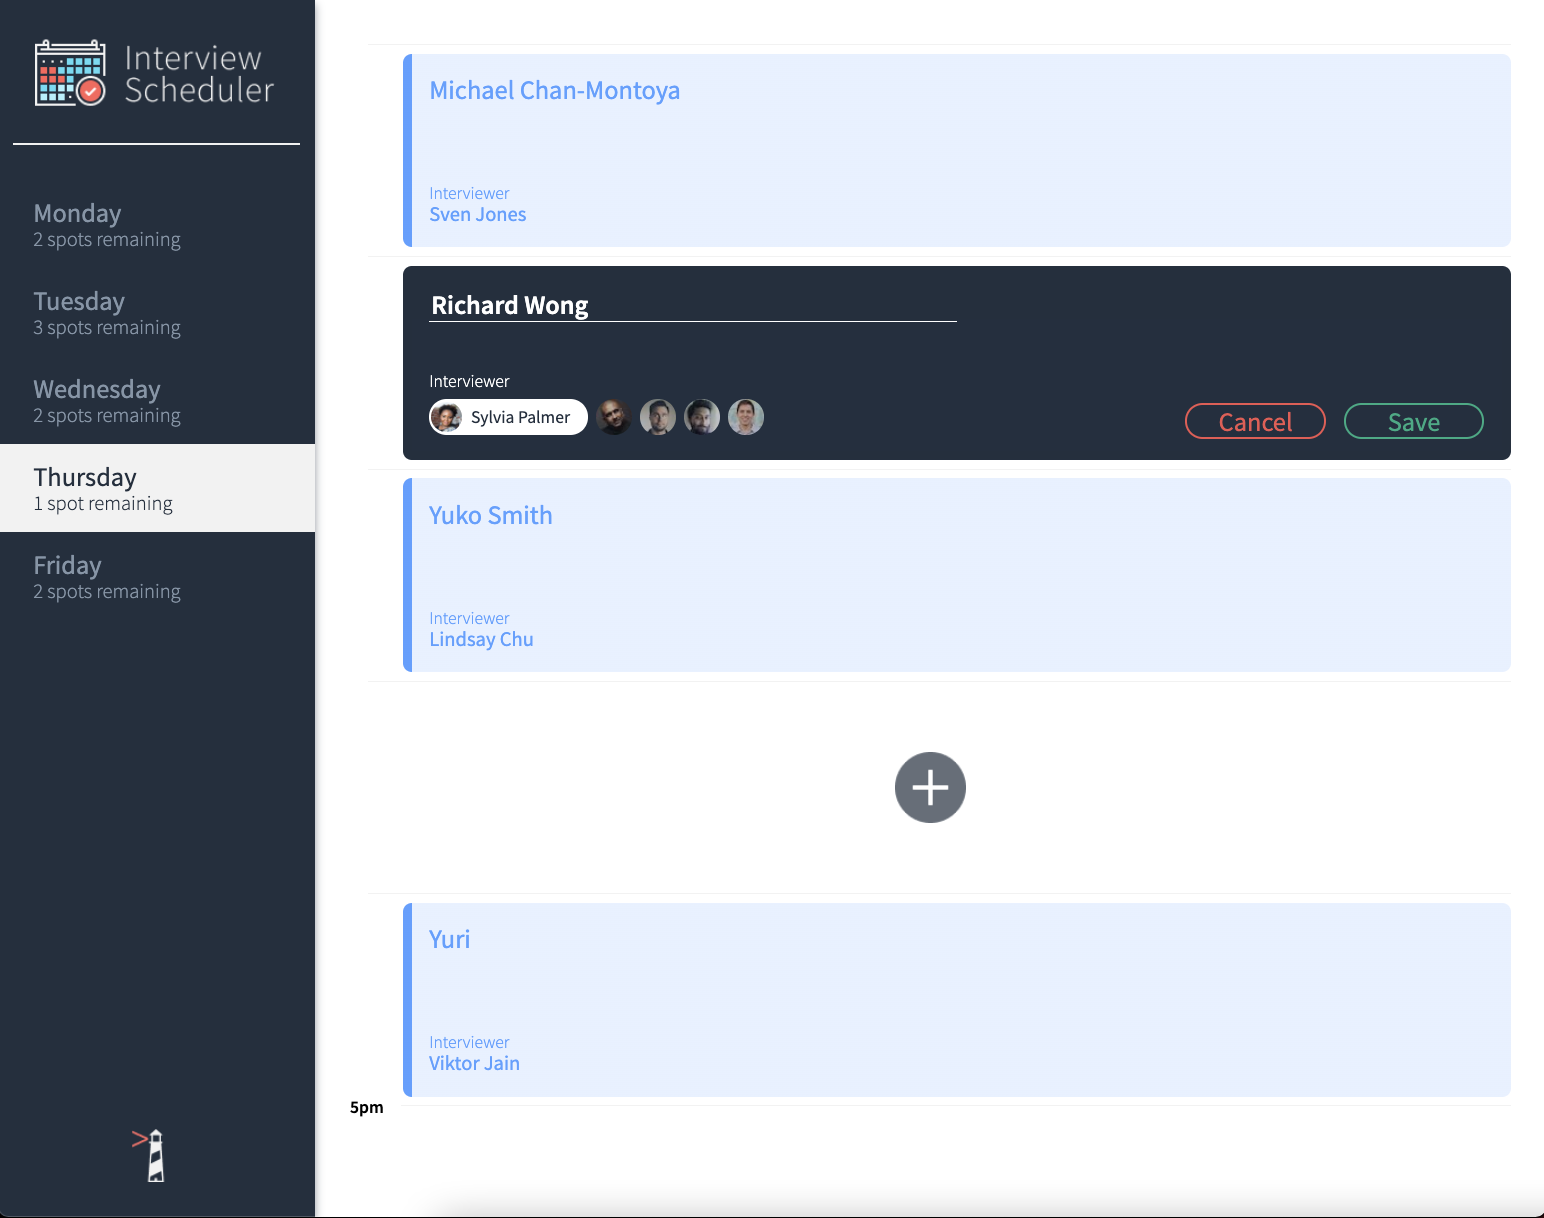 Interview
Scheduler
Monday
2 spots remaining
Tuesday
3 spots remaining
Wednesday
2 spots remaining
Thursday
1 spot remaining
Friday
2 spots remaining
Michael Chan-Montoya
Interviewer
Sven Jones
Richard Wong
Interviewer
Sylvia Palmer
Cancel
Save
Yuko Smith
Interviewer
Lindsay Chu
Yuri
Interviewer
Viktor Jain
5pm